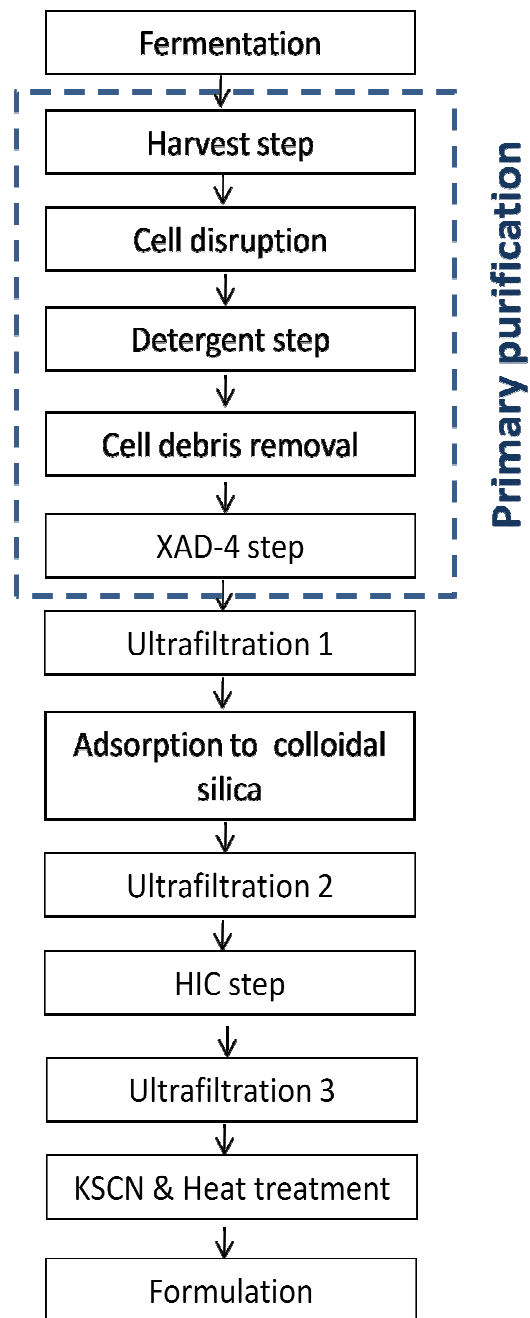 Fermentation
Harvest step
Cell disruption
Detergent step
Cell debris removal
XAD-4 step
Primary purification
Ultrafiltration 1
Adsorption to colloidal
silica
Ultrafiltration 2
HIC step
Ultrafiltration 3
KSCN & Heat treatment
Formulation